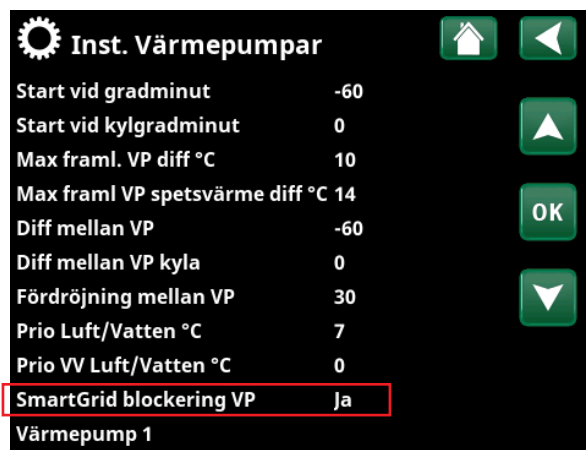 Inst. Värmepumpar
Start vid gradminut -60
Start vid kylgradminut 0
Max framl. VP diff °C 10
Max framl VP spetsvärme diff °C 14
OK
Diff mellan VP -60
Diff mellan VP kyla 0
Fördröjning mellan VP 30
Prio Luft/Vatten °C 7
Prio VV Luft/Vatten °C 0
SmartGrid blockering VP Ja
Värmepump 1